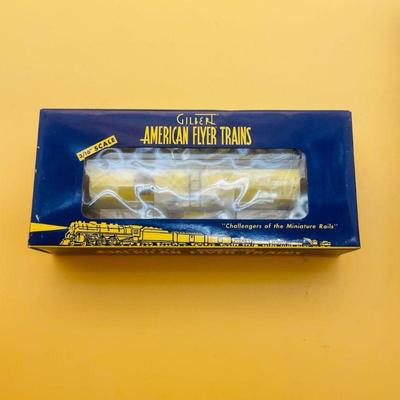 GILBERT
AMERICAN FLYER TRAINS
3/16" SCALE
"Challengers of the Miniature Rails"
AMERICAN FLYER TRAINS